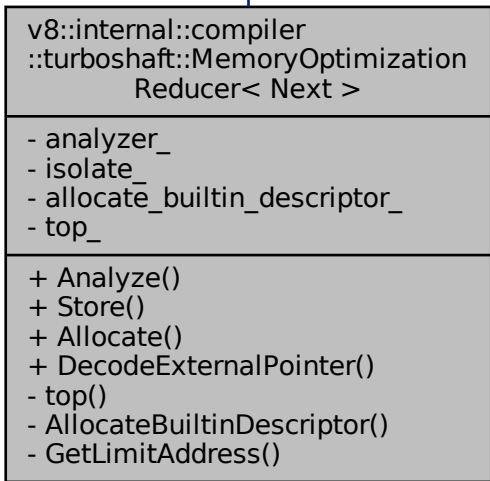 v8::internal::compiler
::turboshaft::MemoryOptimization
Reducer< Next >
- analyzer_
- isolate_
- allocate_builtin_descriptor_
- top_
+ Analyze()
+ Store()
+ Allocate()
+ DecodeExternalPointer()
- top()
- AllocateBuiltinDescriptor()
- GetLimitAddress()